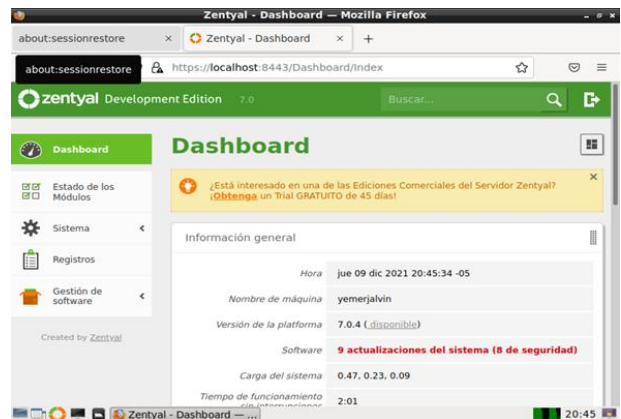 Zentyal - Dashboard — Mozilla Firefox
about:sessionrestore
Zentyal - Dashboard
about:sessionrestore
https://localhost:8443/Dashboard/Index
zentyal Development Edition 7.0
Buscar...
Dashboard
Estado de los
Módulos
Sistema
Registros
Gestión de
software
Created by Zentyal
Dashboard
¿Está interesado en una de las Ediciones Comerciales del Servidor Zentyal?
¡Obtenga un Trial GRATUITO de 45 días!
Información general
Hora jue 09 dic 2021 20:45:34 -05
Nombre de máquina yemerjalvin
Versión de la platforma 7.0.4 ( disponible)
Software 9 actualizaciones del sistema (8 de seguridad)
Carga del sistema 0.47, 0.23, 0.09
Tiempo de funcionamiento
sin interrupciones 2:01
Zentyal - Dashboard — ...
20:45